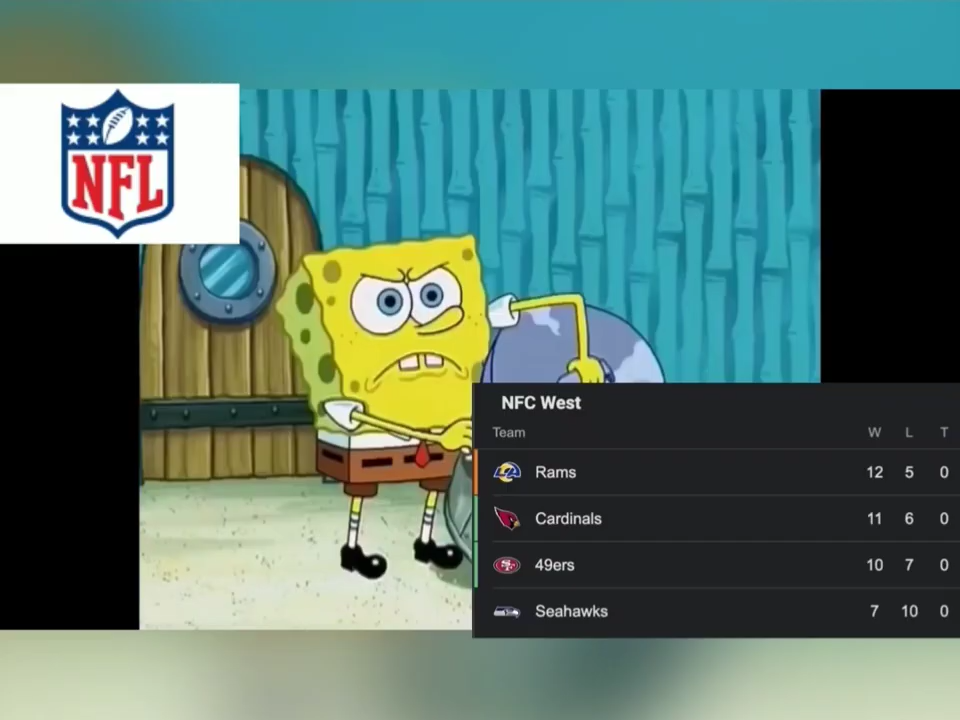 NFL
NFC West
Team W L T
Rams 12 5 0
Cardinals 11 6 0
49ers 10 7 0
Seahawks 7 10 0